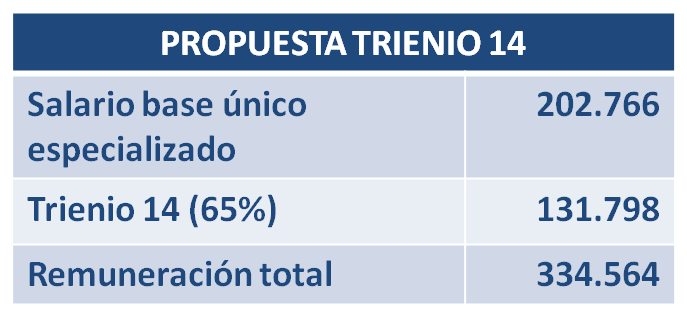 PROPUESTA TRIENIO 14
Salario base único 202.766
especializado
Trienio 14 (65%) 131.798
Remuneración total 334.564